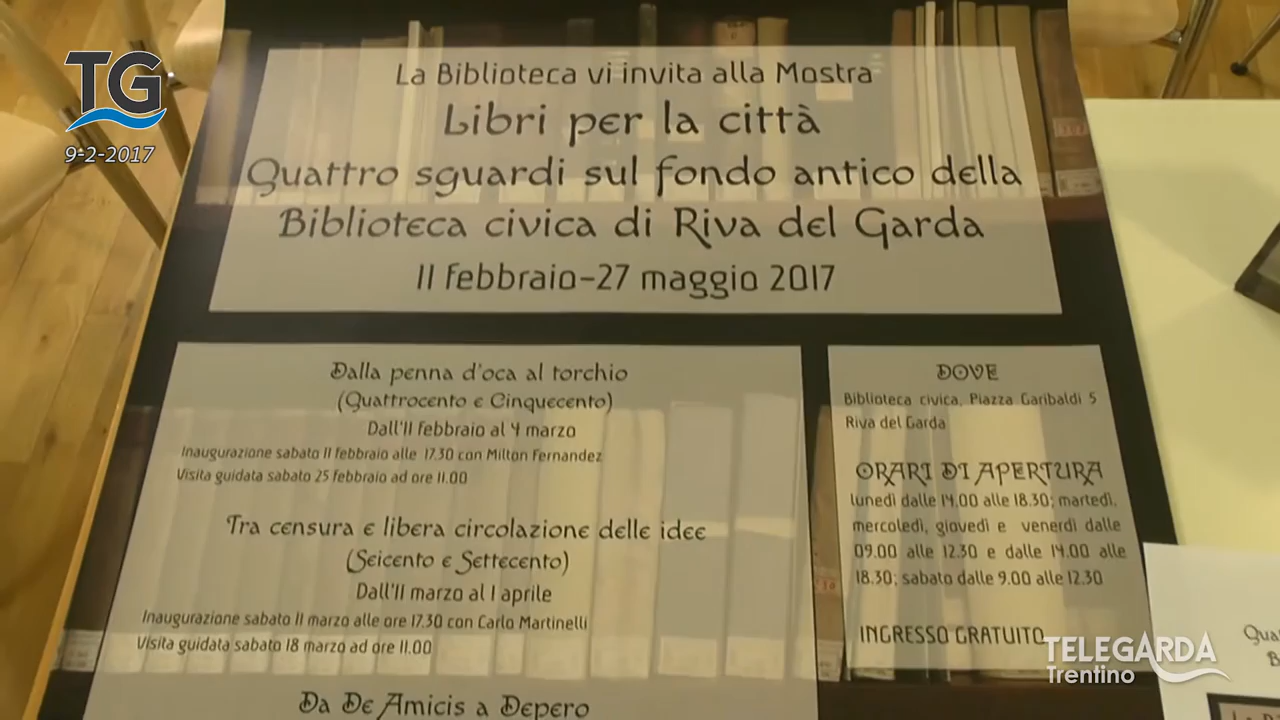 TG
9-2-2017
La Biblioteca vi invita alla Mostra
Libri per la città
Quattro sguardi sul fondo antico della
Biblioteca civica di Riva del Garda
11 febbraio-27 maggio 2017
Dalla penna d'oca al torchio
(Quattrocento e Cinquecento)
Dall'11 febbraio al 4 marzo
Inaugurazione sabato 11 febbraio alle 17.30 con Milton Fernandez
Visita guidata sabato 25 febbraio ad ore 11.00
Tra censura e libera circolazione delle idee
(Seicento e Settecento)
Dall'11 marzo al 1 aprile
Inaugurazione sabato 11 marzo alle ore 17.30 con Carlo Martinelli
Visita guidata sabato 18 marzo ad ore 11.00
Da De Amicis a Depero
DOVE
Biblioteca civica, Piazza Garibaldi 5
Riva del Garda
ORARI DI APERTURA
lunedì dalle 14.00 alle 18.30; martedì,
mercoledì, giovedì e venerdì dalle
09.00 alle 12.30 e dalle 14.00 alle
18.30; sabato dalle 9.00 alle 12.30
INGRESSO GRATUITO
TELEGARDA
Trentino